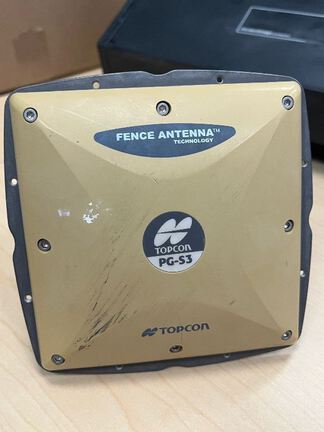 FENCE ANTENNA™
TECHNOLOGY
TOPCON
PG-S3
TOPCON